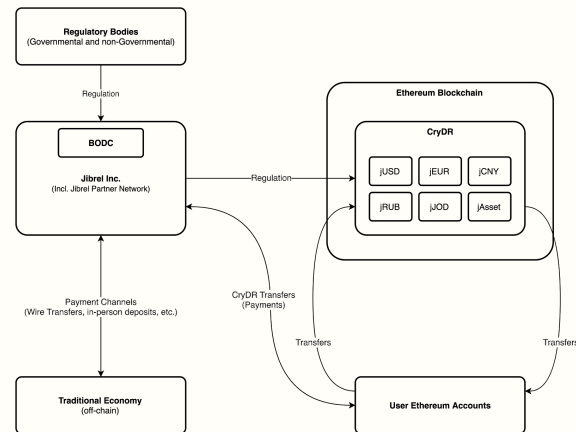 Regulatory Bodies
(Governmental and non-Governmental)
Regulation
Ethereum Blockchain
CryDR
BODC
Jibrel Inc.
(Incl. Jibrel Partner Network)
Regulation
jUSD
jEUR
jCNY
jRUB
jJOD
jAsset
Payment Channels
(Wire Transfers, in-person deposits, etc.)
CryDR Transfers
(Payments)
Transfers
Transfers
Traditional Economy
(off-chain)
User Ethereum Accounts